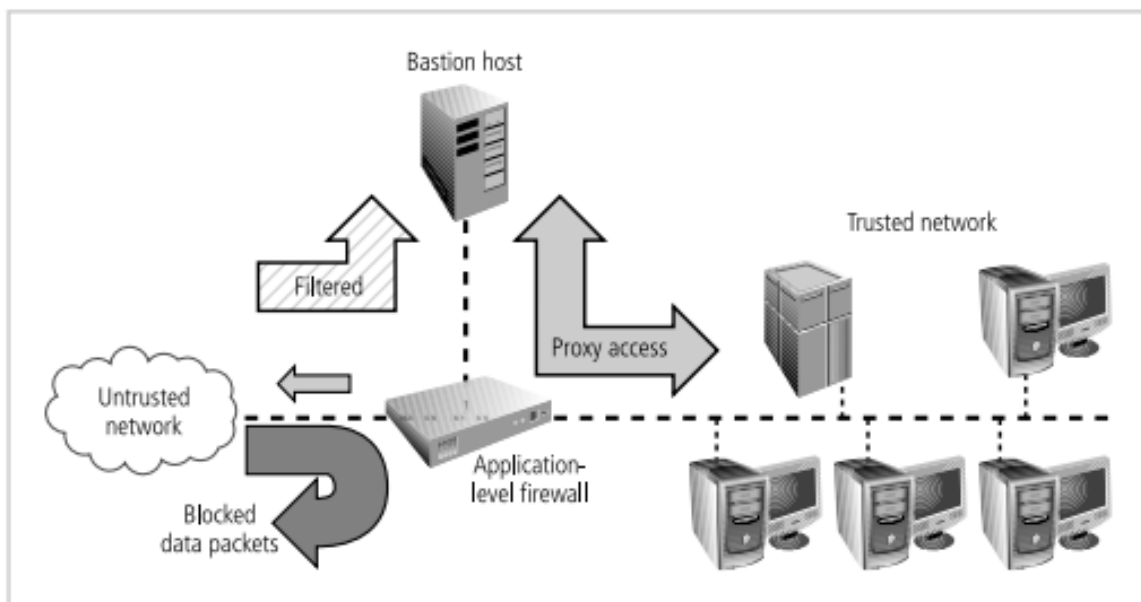 Bastion host
Trusted network
Filtered
Proxy access
Untrusted
network
Application-
level firewall
Blocked
data packets